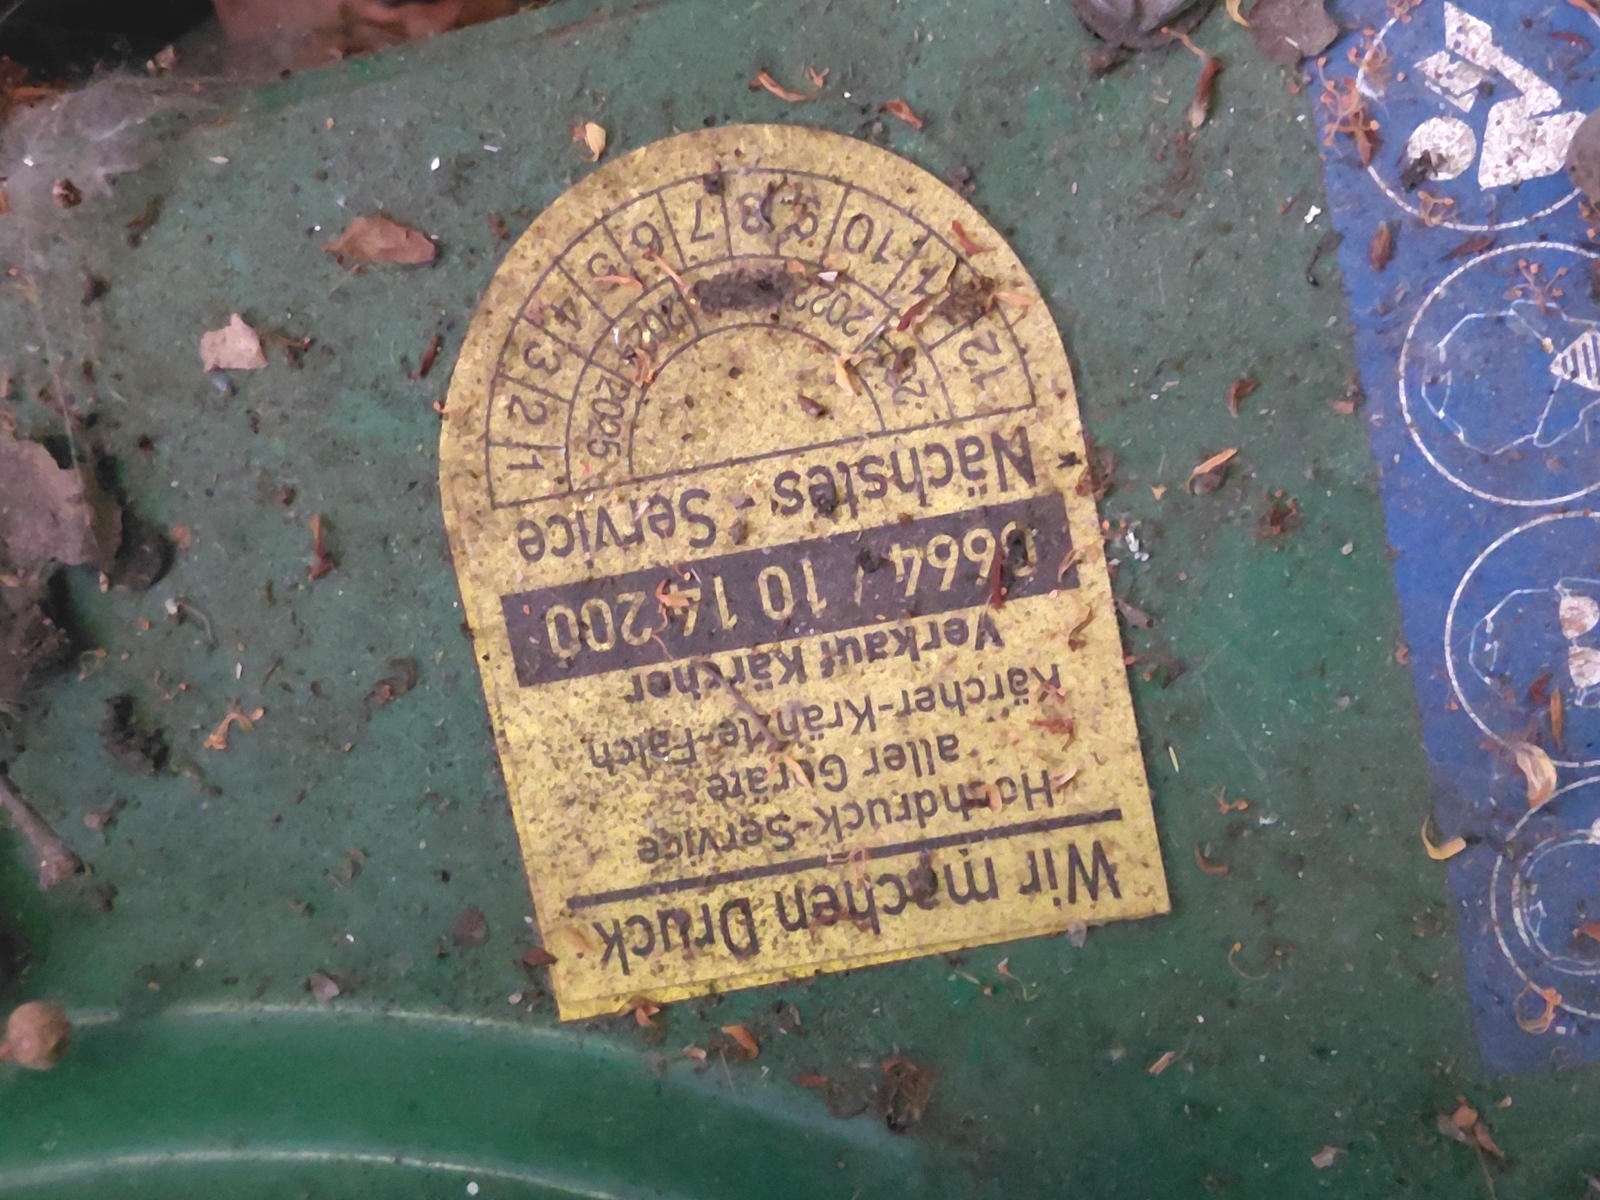 Wir machen Druck
Hochdruck-Service
aller Geräte
Kärcher-Kränzle-Falch
Verkauf Kärcher
0664 / 10 14 200
Nächstes - Service
1 2 3 4 5 6 7 8 9 10 11 12
2025 2024